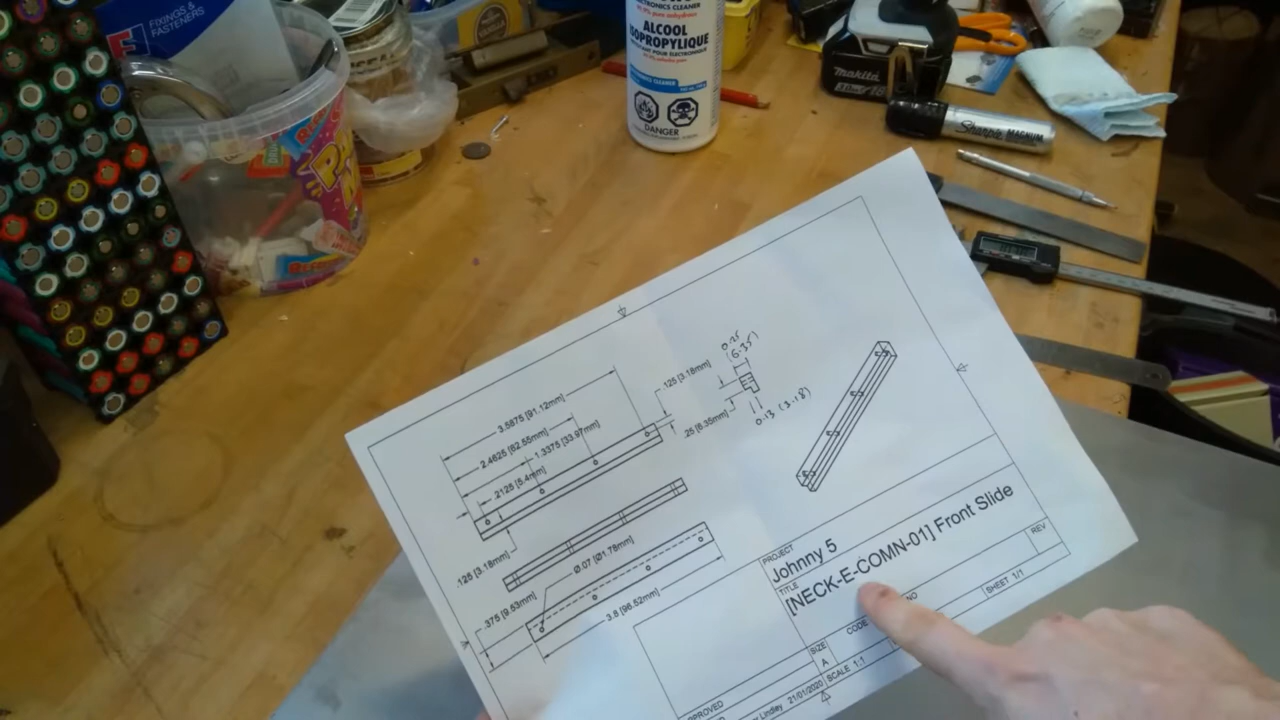 FIXINGS &
FASTENERS
ELECTRONICS CLEANER
ALCOOL
ISOPROPYLIQUE
DANGER
makita
Sharpie MAGNUM
3.5875 [91.12mm]
2.4625 [62.55mm]
1.3375 [33.97mm]
.2125 [5.4mm]
.125 [3.18mm]
.125 [3.18mm]
.25 [6.35mm]
0.25
(6.35)
0.13 (3.18)
.375 [9.53mm]
Ø.07 [Ø1.78mm]
3.8 [96.52mm]
PROJECT
Johnny 5
TITLE
[NECK-E-COMN-01] Front Slide
APPROVED
SIZE
A
CODE
NO
REV
Lindley 21/01/2020
SCALE 1:1
SHEET 1/1